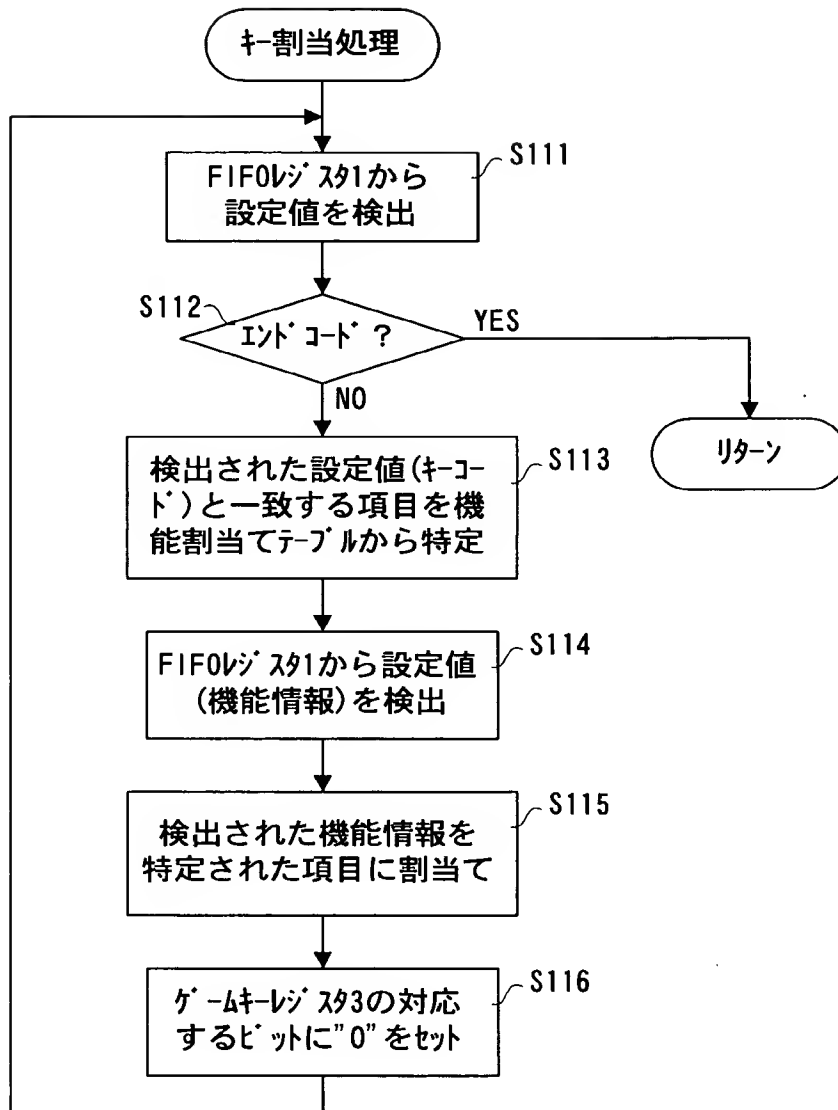 キー割当処理
FIFOレジスタ1から
設定値を検出
S111
S112
エンドコード?
YES
NO
リターン
検出された設定値(キーコー
ド)と一致する項目を機
能割当てテーブルから特定
S113
FIFOレジスタ1から設定値
(機能情報)を検出
S114
検出された機能情報を
特定された項目に割当て
S115
ゲームキーレジスタ3の対応
するビットに"0"をセット
S116